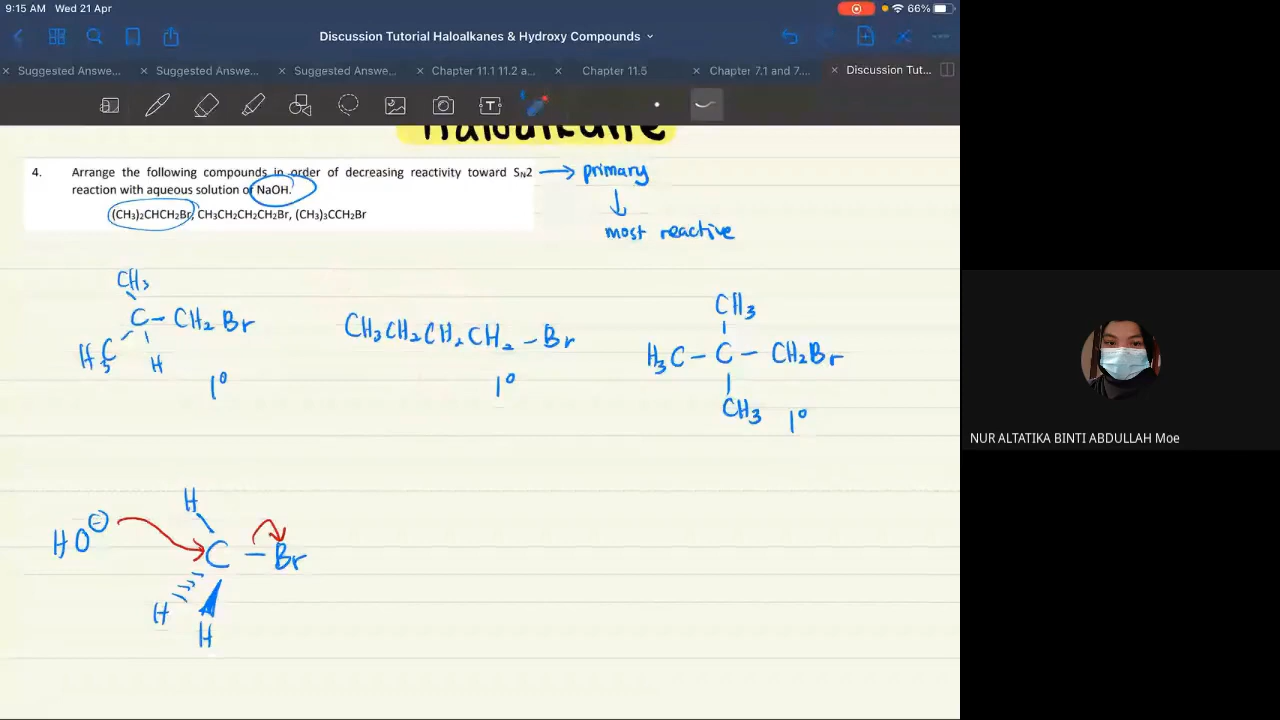 9:15 AM Wed 21 Apr
66%
Discussion Tutorial Haloalkanes & Hydroxy Compounds
Suggested Answe...
Suggested Answe...
Suggested Answe...
Chapter 11.1 11.2 a...
Chapter 11.5
Chapter 7.1 and 7....
Discussion Tut...
T
Haloalkane
4. Arrange the following compounds in order of decreasing reactivity toward SN2
reaction with aqueous solution of NaOH.
(CH3)2CHCH2Br, CH3CH2CH2CH2Br, (CH3)3CCH2Br
→ primary
↓
most reactive
CH3
C – CH2 Br
H3C
H
1°
CH3CH2CH2CH2 – Br
1°
CH3
H3C – C – CH2Br
CH3
1°
H
HO⊖
C – Br
H
H
NUR ALTATIKA BINTI ABDULLAH Moe